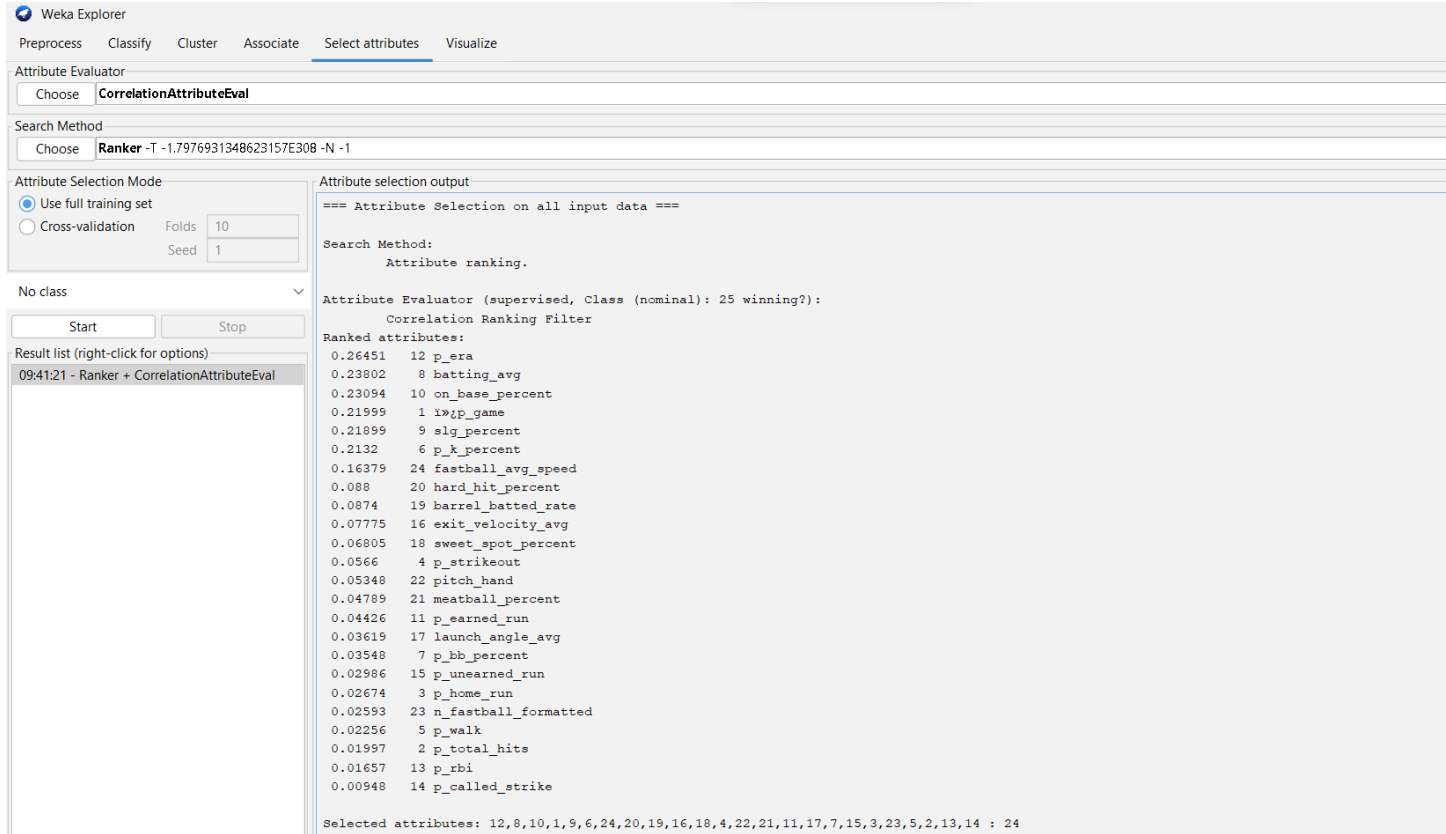 Weka Explorer
Preprocess Classify Cluster Associate Select attributes Visualize
Attribute Evaluator
Choose CorrelationAttributeEval
Search Method
Choose Ranker -T -1.7976931348623157E308 -N -1
Attribute Selection Mode
Use full training set
Cross-validation Folds 10
Seed 1
No class
Start Stop
Result list (right-click for options)
09:41:21 - Ranker + CorrelationAttributeEval
Attribute selection output
=== Attribute Selection on all input data ===
Search Method:
Attribute ranking.
Attribute Evaluator (supervised, Class (nominal): 25 winning?):
Correlation Ranking Filter
Ranked attributes:
0.26451 12 p_era
0.23802 8 batting_avg
0.23094 10 on_base_percent
0.21999 1 ï»¿p_game
0.21899 9 slg_percent
0.2132 6 p_k_percent
0.16379 24 fastball_avg_speed
0.088 20 hard_hit_percent
0.0874 19 barrel_batted_rate
0.07775 16 exit_velocity_avg
0.06805 18 sweet_spot_percent
0.0566 4 p_strikeout
0.05348 22 pitch_hand
0.04789 21 meatball_percent
0.04426 11 p_earned_run
0.03619 17 launch_angle_avg
0.03548 7 p_bb_percent
0.02986 15 p_unearned_run
0.02674 3 p_home_run
0.02593 23 n_fastball_formatted
0.02256 5 p_walk
0.01997 2 p_total_hits
0.01657 13 p_rbi
0.00948 14 p_called_strike
Selected attributes: 12,8,10,1,9,6,24,20,19,16,18,4,22,21,11,17,7,15,3,23,5,2,13,14 : 24